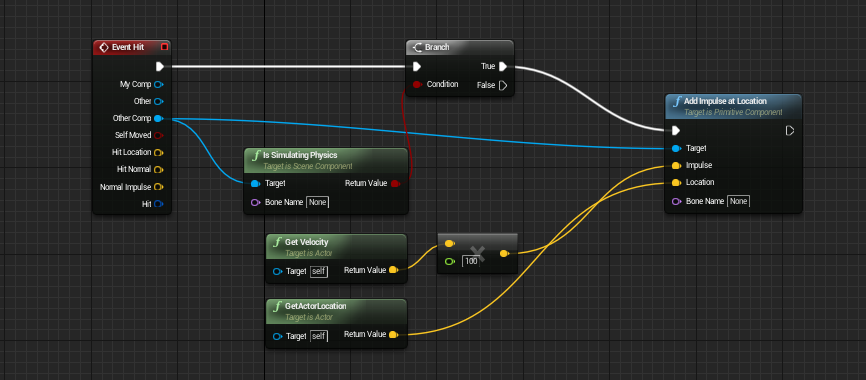 Event Hit
My Comp
Other
Other Comp
Self Moved
Hit Location
Hit Normal
Normal Impulse
Hit
Branch
True
Condition
False
Is Simulating Physics
Target is Scene Component
Target
Return Value
Bone Name None
Get Velocity
Target is Actor
Target self
Return Value
100
GetActorLocation
Target is Actor
Target self
Return Value
Add Impulse at Location
Target is Primitive Component
Target
Impulse
Location
Bone Name None